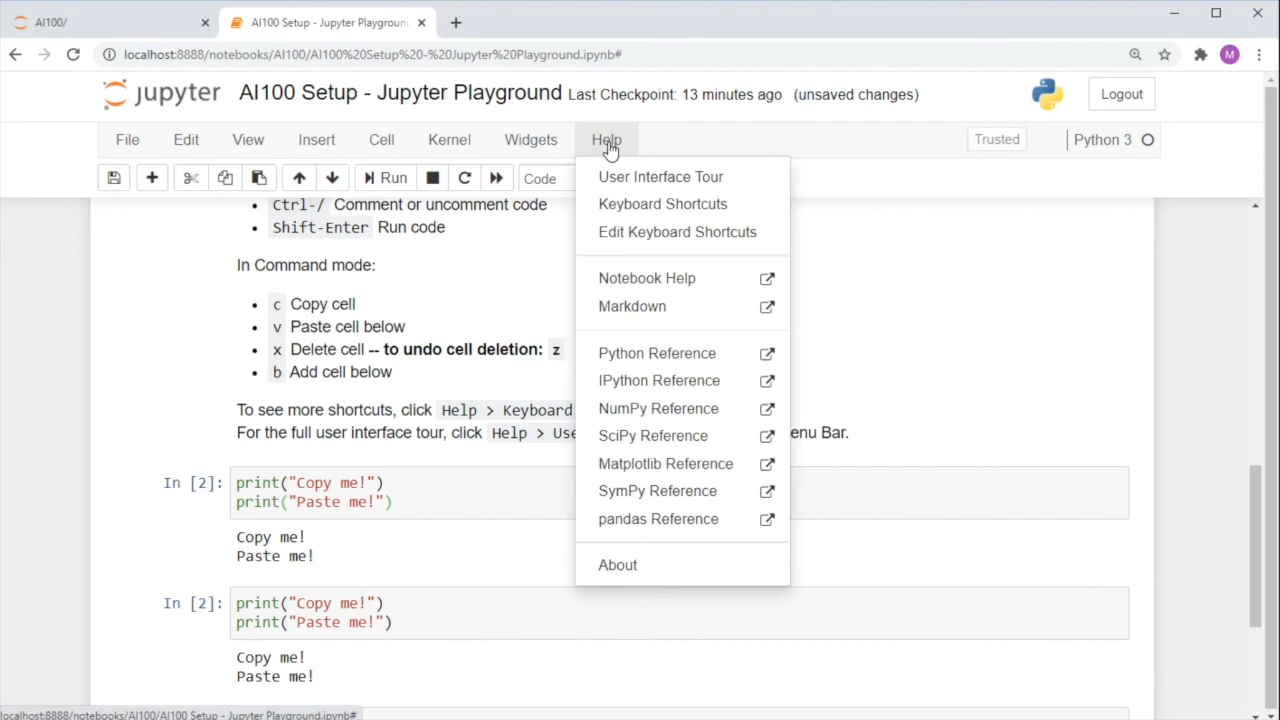 AI100/
AI100 Setup - Jupyter Playground
localhost:8888/notebooks/AI100/AI100%20Setup%20-%20Jupyter%20Playground.ipynb#
M
jupyter AI100 Setup - Jupyter Playground Last Checkpoint: 13 minutes ago (unsaved changes)
Logout
File Edit View Insert Cell Kernel Widgets Help Trusted Python 3
Run Code
User Interface Tour
Keyboard Shortcuts
Edit Keyboard Shortcuts
Notebook Help
Markdown
Python Reference
IPython Reference
NumPy Reference
SciPy Reference
Matplotlib Reference
SymPy Reference
pandas Reference
About
Ctrl-/ Comment or uncomment code
Shift-Enter Run code
In Command mode:
c Copy cell
v Paste cell below
x Delete cell -- to undo cell deletion: z
b Add cell below
To see more shortcuts, click Help > Keyboard
For the full user interface tour, click Help > Use enu Bar.
In [2]: print("Copy me!")
print("Paste me!")
Copy me!
Paste me!
In [2]: print("Copy me!")
print("Paste me!")
Copy me!
Paste me!
localhost:8888/notebooks/AI100/AI100 Setup - Jupyter Playground.ipynb#